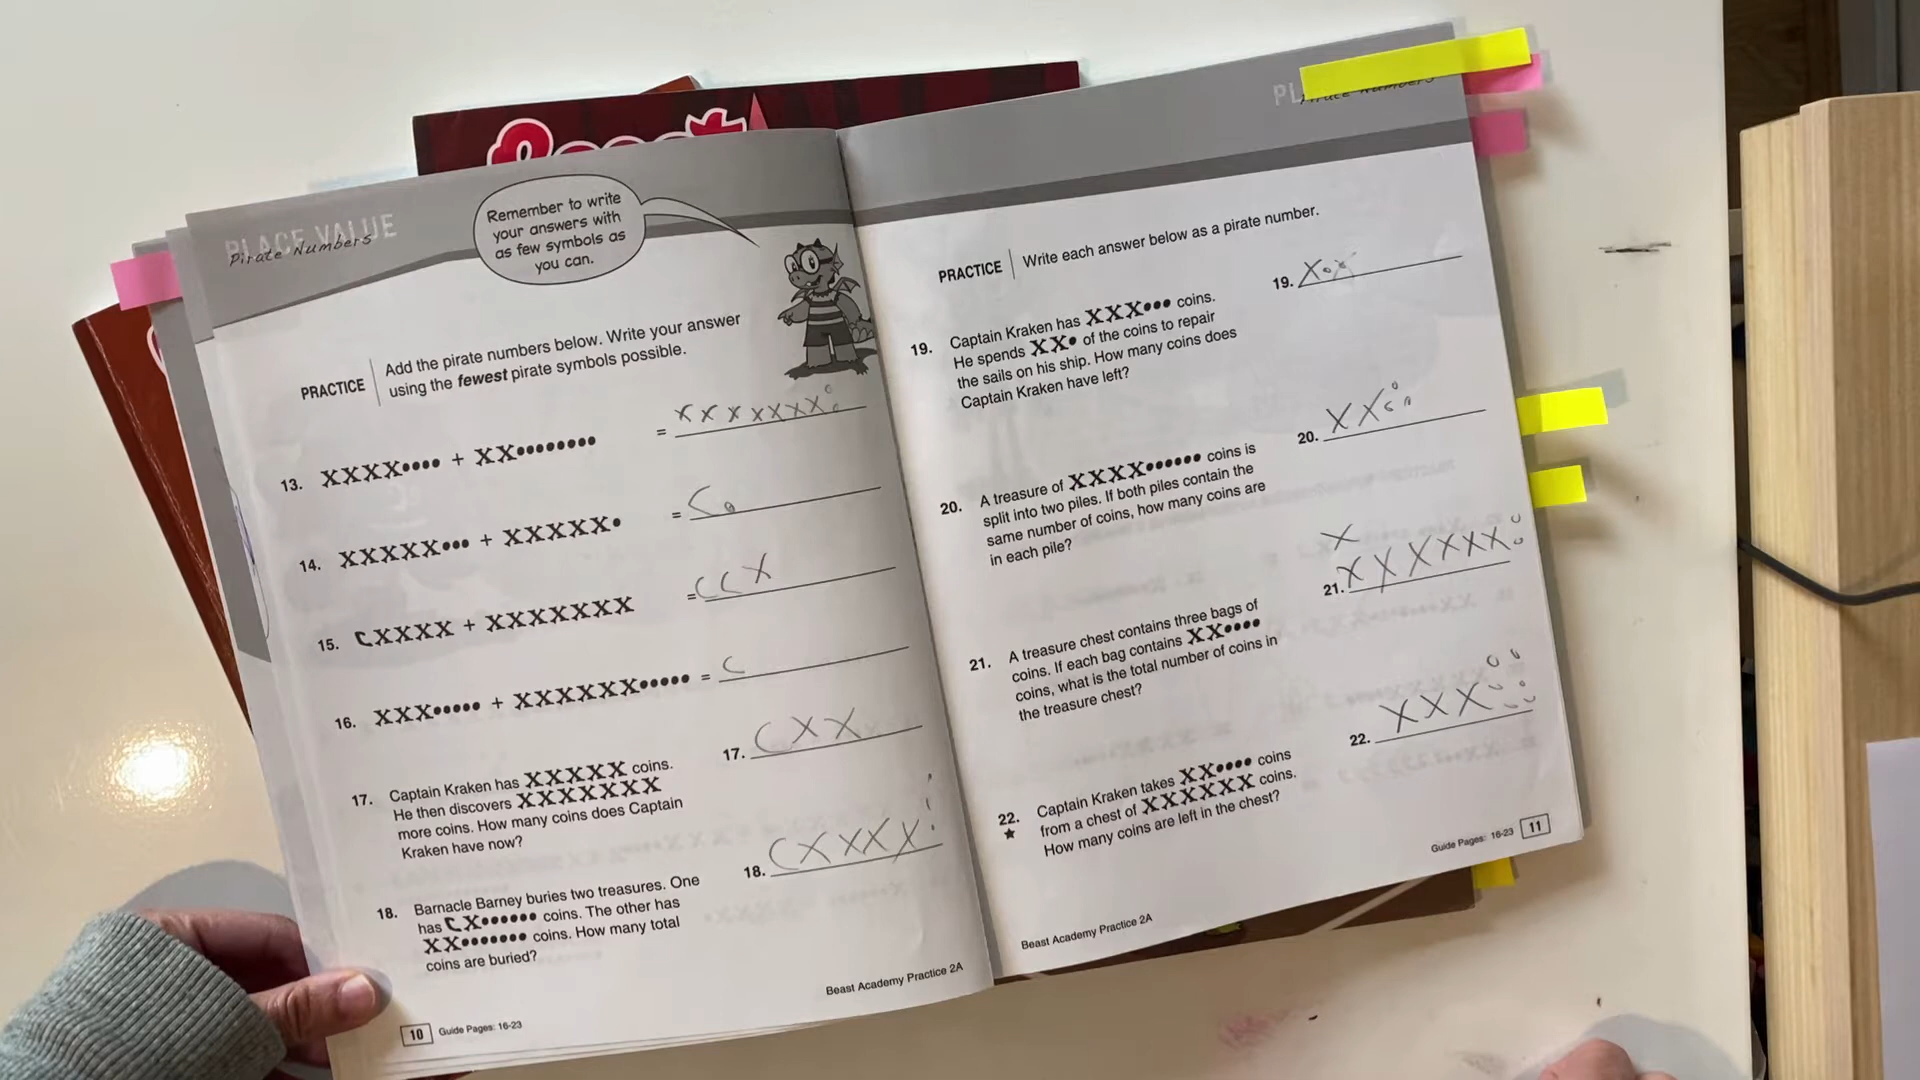 PLACE VALUE
Pirate Numbers
Remember to write
your answers with
as few symbols as
you can.
PRACTICE
Add the pirate numbers below. Write your answer
using the fewest pirate symbols possible.
13. XXXX•••• + XX•••••••• = XXXXXXX:
14. XXXXX••• + XXXXX• = C
15. CXXXX + XXXXXXX = CCX
16. XXX••••• + XXXXXX••••• = C
17. Captain Kraken has XXXXX coins.
He then discovers XXXXXXX
more coins. How many coins does Captain
Kraken have now?
17. CXX
18. Barnacle Barney buries two treasures. One
has CX•••••• coins. The other has
XX••••••• coins. How many total
coins are buried?
18. CXXXX
Beast Academy Practice 2A
10 Guide Pages: 16-23
PL
Pirate Numbers
PRACTICE
Write each answer below as a pirate number.
19. Captain Kraken has XXX••• coins.
He spends XX• of the coins to repair
the sails on his ship. How many coins does
Captain Kraken have left?
19. X••
20. A treasure of XXXX•••••• coins is
split into two piles. If both piles contain the
same number of coins, how many coins are
in each pile?
20. XX
21. A treasure chest contains three bags of
coins. If each bag contains XX••••
coins, what is the total number of coins in
the treasure chest?
X
21. XXXXXX:
22. Captain Kraken takes XX•••• coins
★ from a chest of XXXXXX coins.
How many coins are left in the chest?
22. XXX
Guide Pages: 16-23 11
Beast Academy Practice 2A